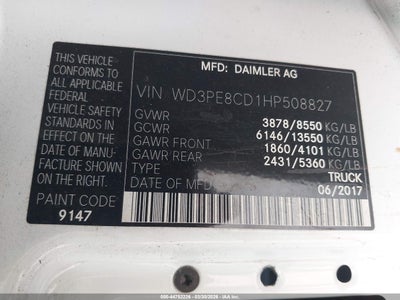 MFD: DAIMLER AG
THIS VEHICLE
CONFORMS TO
ALL APPLICABLE
FEDERAL
VEHICLE SAFETY
STANDARDS IN
EFFECT ON THE
DATE OF MANU-
FACTURE SHOWN
ON THE RIGHT.
PAINT CODE
9147
VIN WD3PE8CD1HP508827
GVWR 3878/8550 KG/LB
GCWR 6146/13550 KG/LB
GAWR FRONT 1860/4101 KG/LB
GAWR REAR 2431/5360 KG/LB
TYPE TRUCK
DATE OF MFD 06/2017